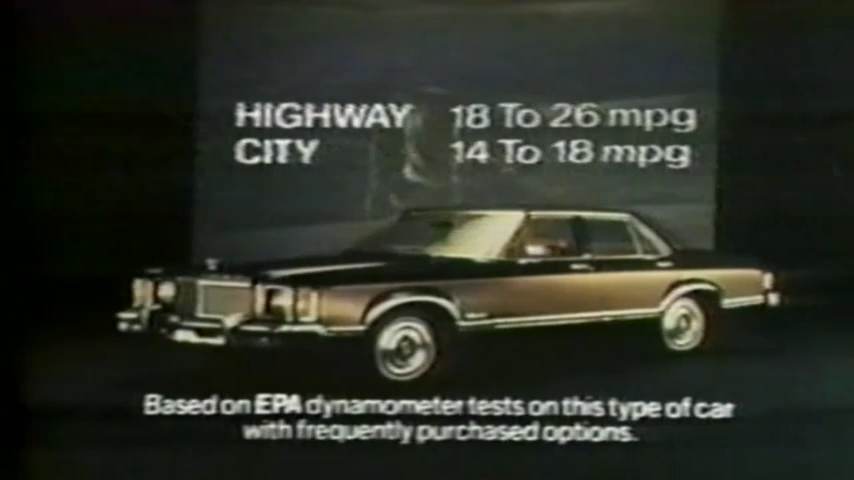 HIGHWAY 18 To 26 mpg
CITY 14 To 18 mpg
Based on EPA dynamometer tests on this type of car
with frequently purchased options.